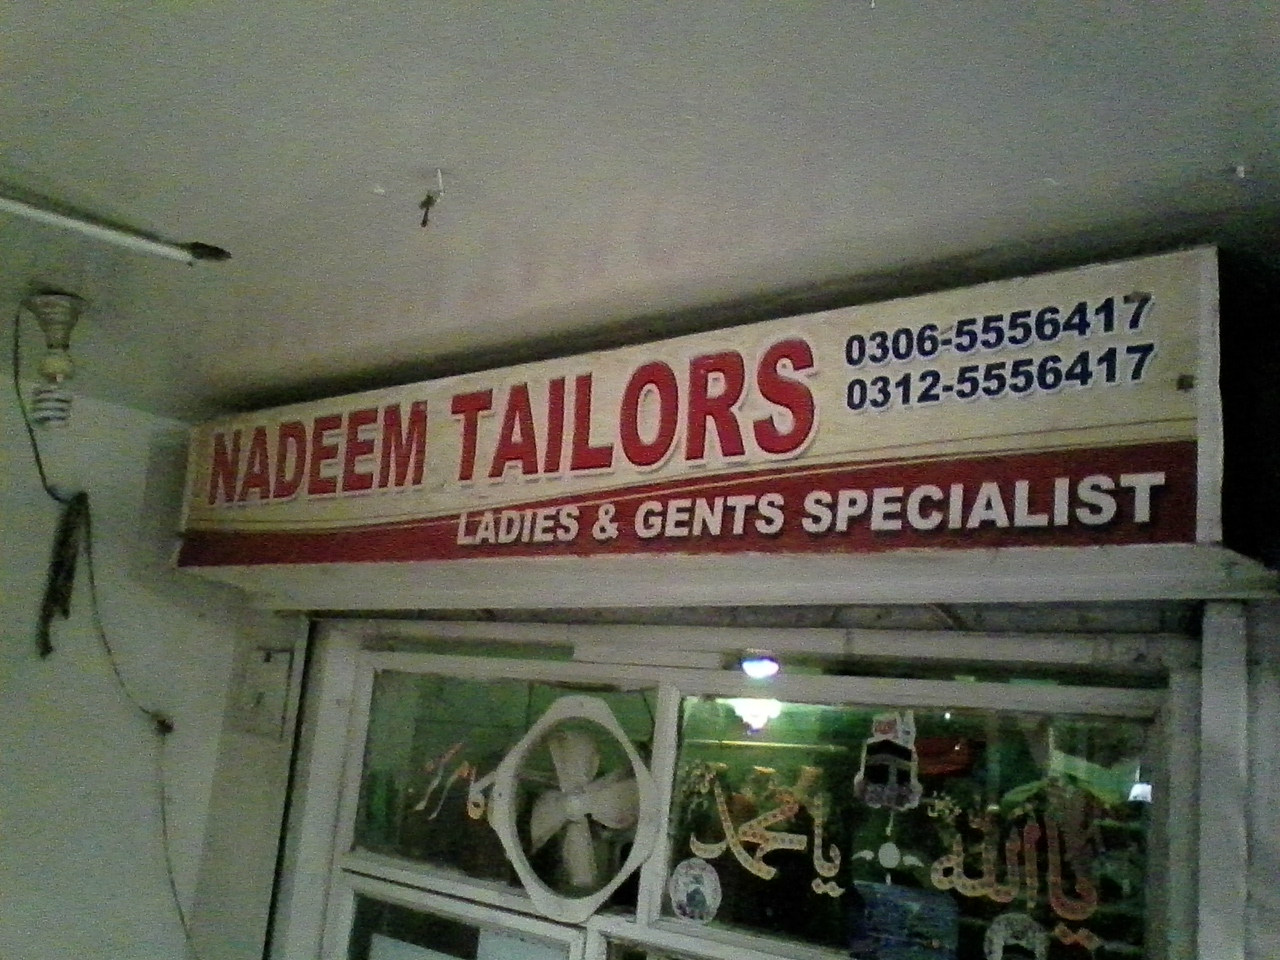 NADEEM TAILORS
0306-5556417
0312-5556417
LADIES & GENTS SPECIALIST
یا اللہ
یا محمد